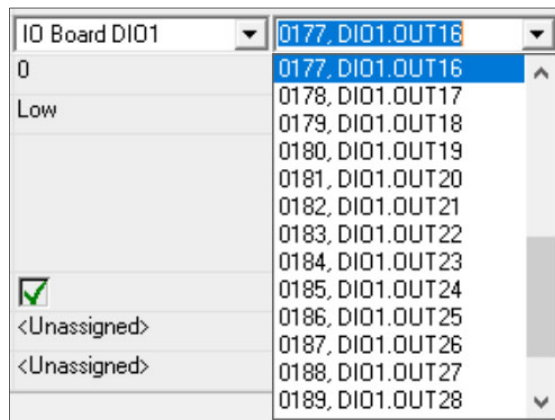 IO Board DIO1
0177, DIO1.OUT16
0
Low
<Unassigned>
<Unassigned>
0177, DIO1.OUT16
0178, DIO1.OUT17
0179, DIO1.OUT18
0180, DIO1.OUT19
0181, DIO1.OUT20
0182, DIO1.OUT21
0183, DIO1.OUT22
0184, DIO1.OUT23
0185, DIO1.OUT24
0186, DIO1.OUT25
0187, DIO1.OUT26
0188, DIO1.OUT27
0189, DIO1.OUT28